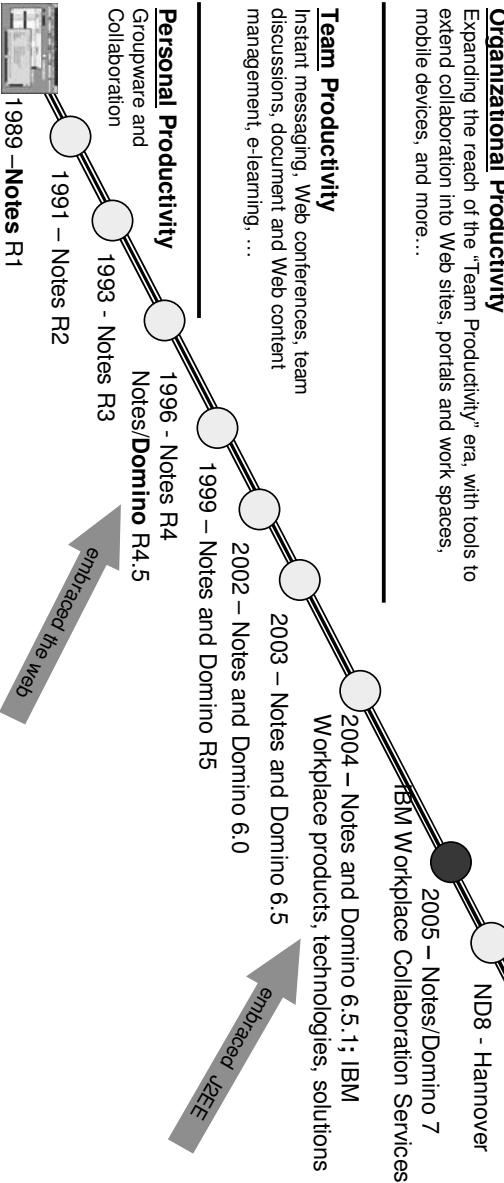 Organizational Productivity
Expanding the reach of the “Team Productivity” era, with tools to
extend collaboration into Web sites, portals and work spaces,
mobile devices, and more…
Team Productivity
Instant messaging, Web conferences, team
discussions, document and Web content
management, e-learning, …
Personal Productivity
Groupware and
Collaboration
1989 –Notes R1
1991 – Notes R2
1993 - Notes R3
1996 - Notes R4
Notes/Domino R4.5
1999 – Notes and Domino R5
2002 – Notes and Domino 6.0
2003 – Notes and Domino 6.5
2004 – Notes and Domino 6.5.1; IBM
Workplace products, technologies, solutions
2005 – Notes/Domino 7
IBM Workplace Collaboration Services
ND8 - Hannover
embraced the web
embraced J2EE